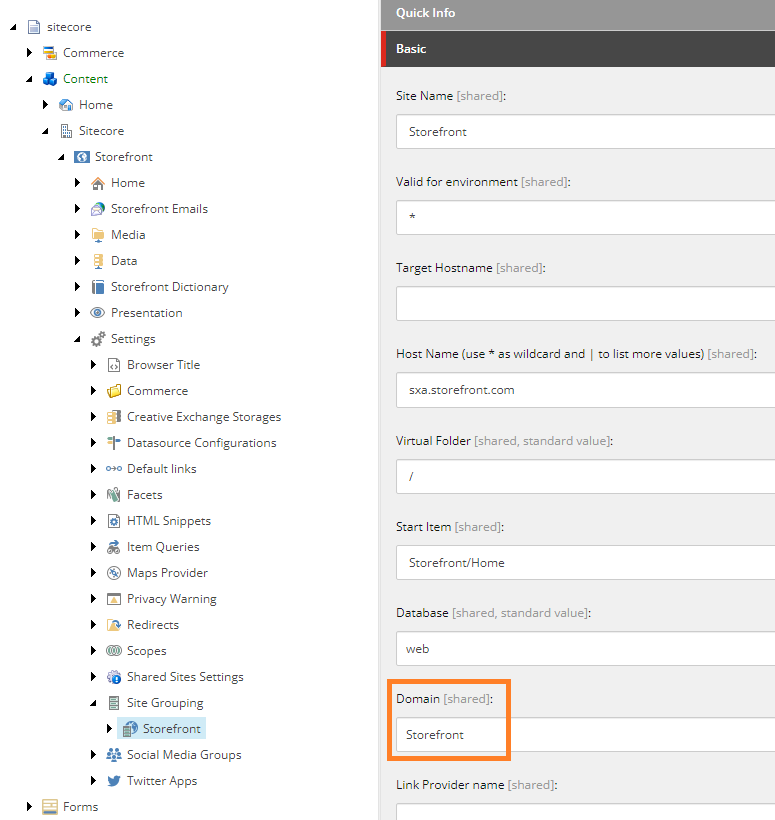 sitecore
Commerce
Content
Home
Sitecore
Storefront
Home
Storefront Emails
Media
Data
Storefront Dictionary
Presentation
Settings
Browser Title
Commerce
Creative Exchange Storages
Datasource Configurations
Default links
Facets
HTML Snippets
Item Queries
Maps Provider
Privacy Warning
Redirects
Scopes
Shared Sites Settings
Site Grouping
Storefront
Social Media Groups
Twitter Apps
Forms
Quick Info
Basic
Site Name [shared]:
Storefront
Valid for environment [shared]:
*
Target Hostname [shared]:
Host Name (use * as wildcard and | to list more values) [shared]:
sxa.storefront.com
Virtual Folder [shared, standard value]:
/
Start Item [shared]:
Storefront/Home
Database [shared, standard value]:
web
Domain [shared]:
Storefront
Link Provider name [shared]: